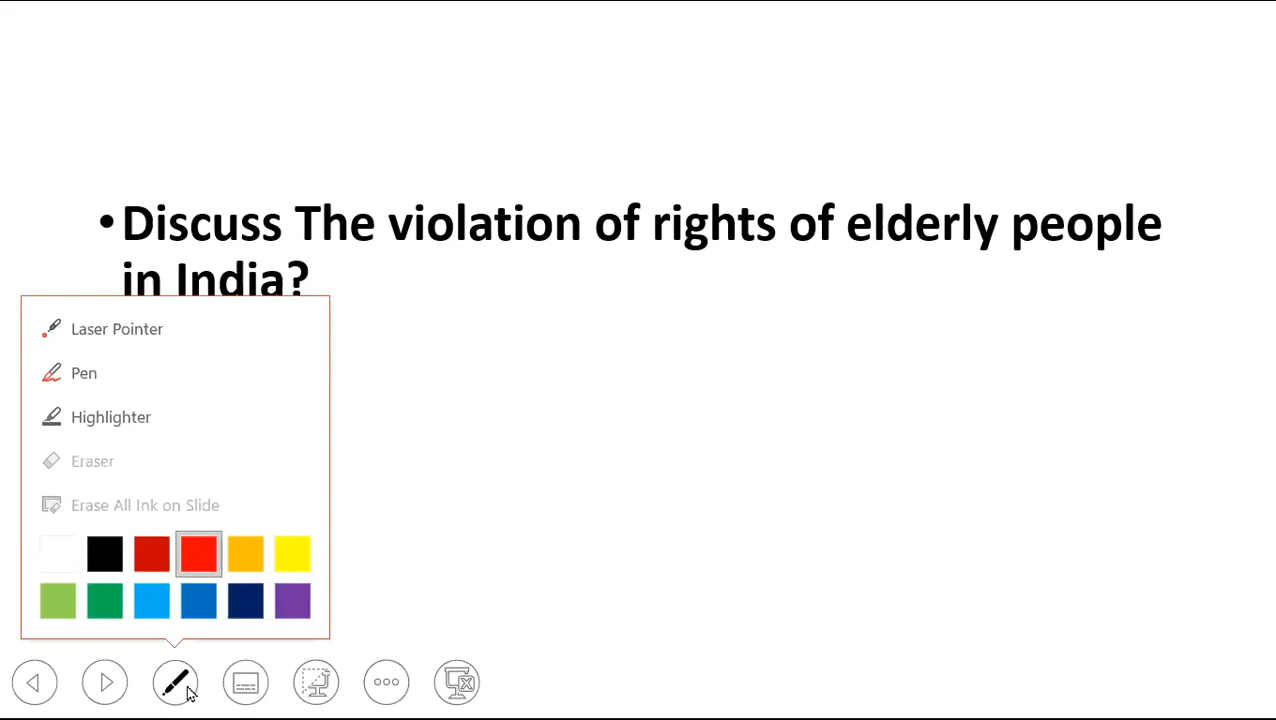 •Discuss The violation of rights of elderly people
in India?
Laser Pointer
Pen
Highlighter
Eraser
Erase All Ink on Slide